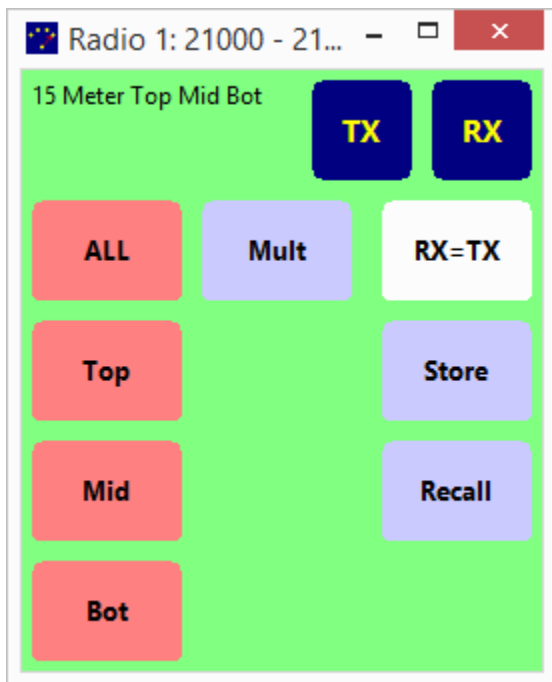 Radio 1: 21000 - 21...
15 Meter Top Mid Bot
TX RX
ALL Mult RX=TX
Top Store
Mid Recall
Bot